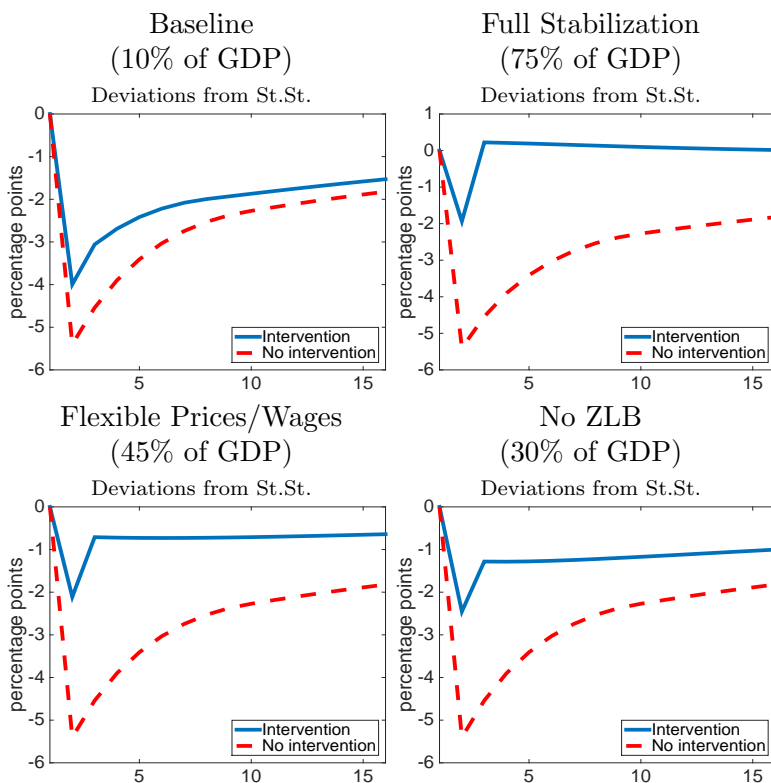 Baseline
(10% of GDP)
Deviations from St.St.
percentage points
0
-1
-2
-3
-4
-5
-6
5
10
15
Intervention
No intervention
Full Stabilization
(75% of GDP)
Deviations from St.St.
percentage points
1
0
-1
-2
-3
-4
-5
-6
5
10
15
Intervention
No intervention
Flexible Prices/Wages
(45% of GDP)
Deviations from St.St.
percentage points
0
-1
-2
-3
-4
-5
-6
5
10
15
Intervention
No intervention
No ZLB
(30% of GDP)
Deviations from St.St.
percentage points
0
-1
-2
-3
-4
-5
-6
5
10
15
Intervention
No intervention